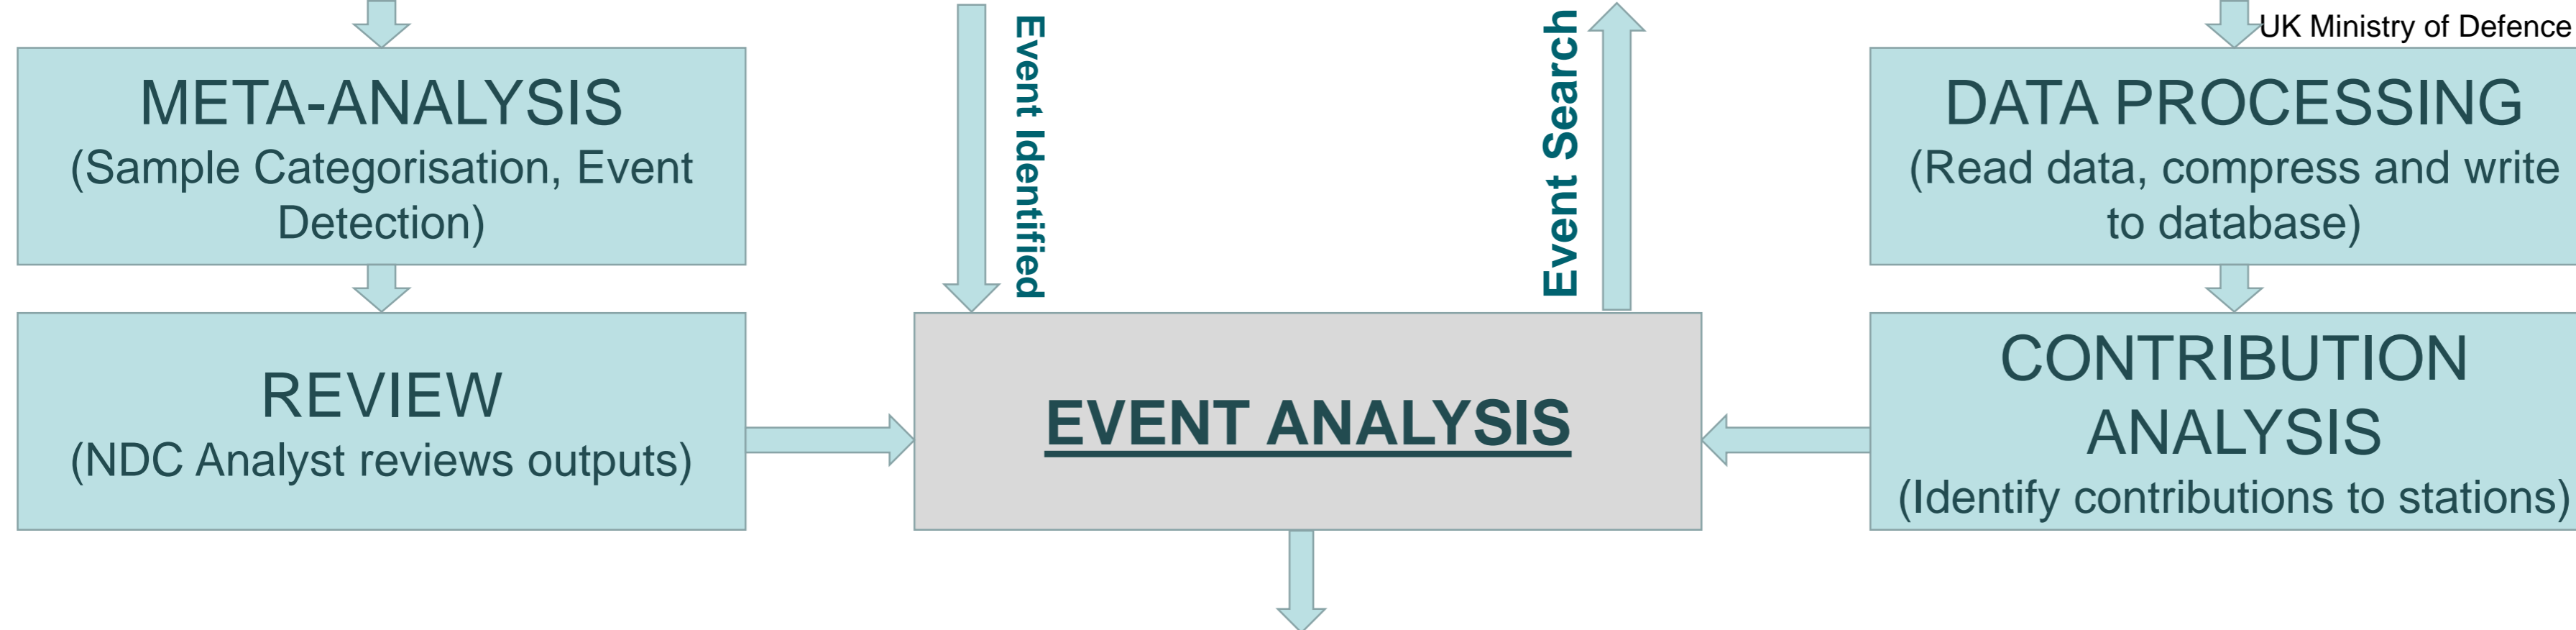 UK Ministry of Defence
META-ANALYSIS
(Sample Categorisation, Event
Detection)
Event Identified
Event Search
DATA PROCESSING
(Read data, compress and write
to database)
REVIEW
(NDC Analyst reviews outputs)
EVENT ANALYSIS
CONTRIBUTION
ANALYSIS
(Identify contributions to stations)